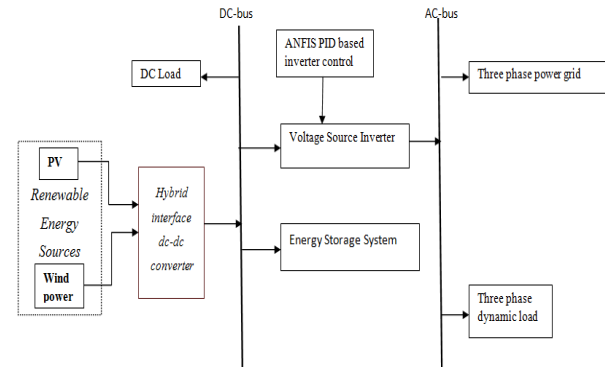 DC-bus
AC-bus
ANFIS PID based
inverter control
DC Load
Three phase power grid
Voltage Source Inverter
PV
Renewable
Energy
Sources
Wind
power
Hybrid
interface
dc-dc
converter
Energy Storage System
Three phase
dynamic load